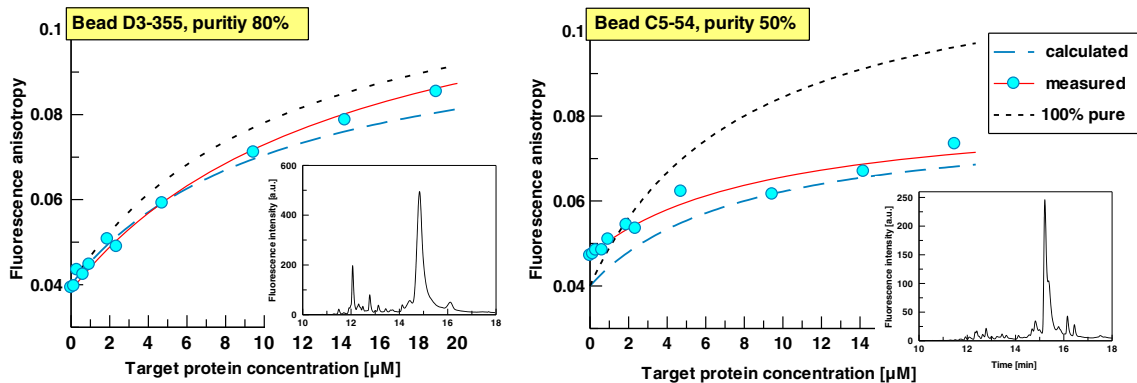 Bead D3-355, puritiy 80%
0.1
0.08
0.06
0.04
Fluorescence anisotropy
0 2 4 6 8 10 12 14 16 18 20
Target protein concentration [µM]
600
400
200
0
Fluorescence intensity [a.u.]
10 12 14 16 18
Bead C5-54, purity 50%
0.1
0.08
0.06
0.04
Fluorescence anisotropy
0 2 4 6 8 10 12 14 16
Target protein concentration [µM]
250
200
150
100
50
0
Fluorescence intensity [a.u.]
10 12 14 16 18
Time [min]
calculated
measured
100% pure